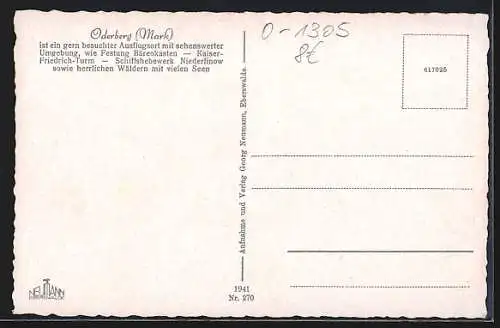 Oderberg (Mark)
ist ein gern besuchter Ausflugsort mit sehenswerter
Umgebung, wie Festung Bärenkasten — Kaiser-
Friedrich-Turm — Schiffshebewerk Niederfinow
sowie herrlichen Wäldern mit vielen Seen
0-1305
8€
617025
Aufnahme und Verlag Georg Neumann, Eberswalde
1941
Nr. 270
NEUMANN